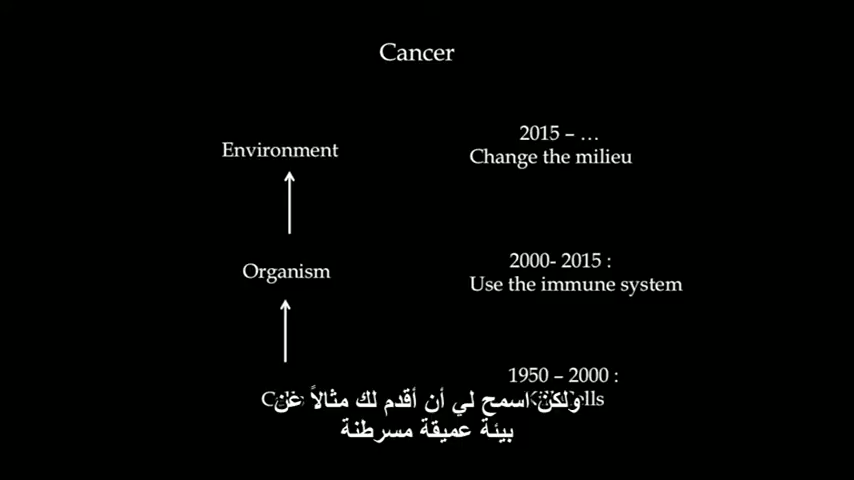 Cancer
Environment
2015 – ...
Change the milieu
Organism
2000- 2015 :
Use the immune system
1950 – 2000 :
ولكن اسمح لي أن أقدم لك مثالاً عن
بيئة عميقة مسرطنة